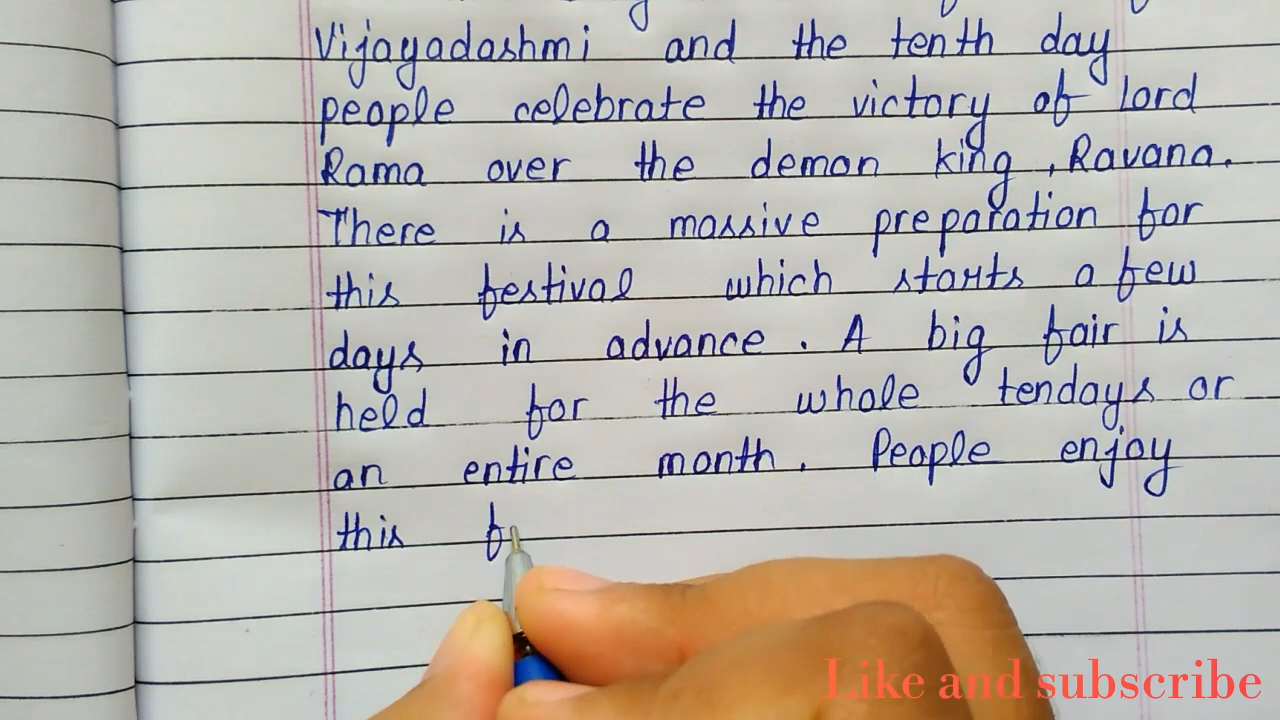 Vijayadashmi and the tenth day
people celebrate the victory of lord
Rama over the demon king, Ravana.
There is a massive preparation for
this festival which starts a few
days in advance. A big fair is
held for the whole tendays or
an entire month. People enjoy
this f
Like and subscribe